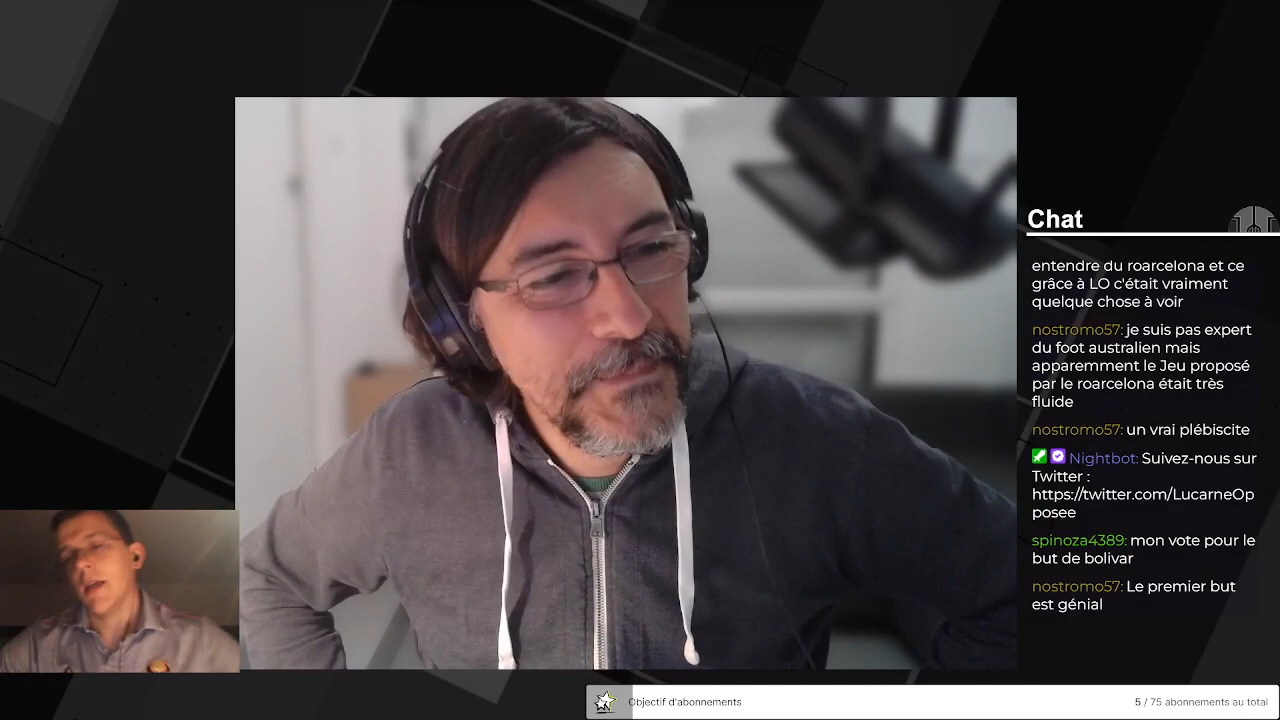 Chat
entendre du roarcelona et ce
grâce à LO c'était vraiment
quelque chose à voir
nostromo57: je suis pas expert
du foot australien mais
apparemment le Jeu proposé
par le roarcelona était très
fluide
nostromo57: un vrai plébiscite
Nightbot: Suivez-nous sur
Twitter :
https://twitter.com/LucarneOp
posee
spinoza4389: mon vote pour le
but de bolivar
nostromo57: Le premier but
est génial
Objectif d'abonnements
5 / 75 abonnements au total